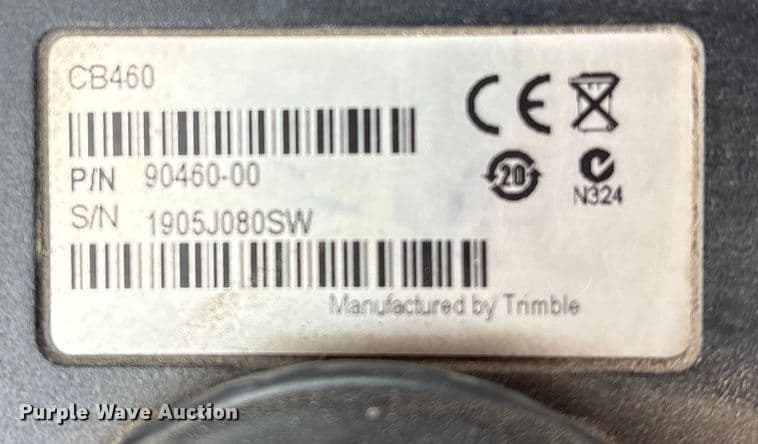 CB460
P/N 90460-00
S/N 1905J080SW
Manufactured by Trimble
CE
20
N324
Purple Wave Auction